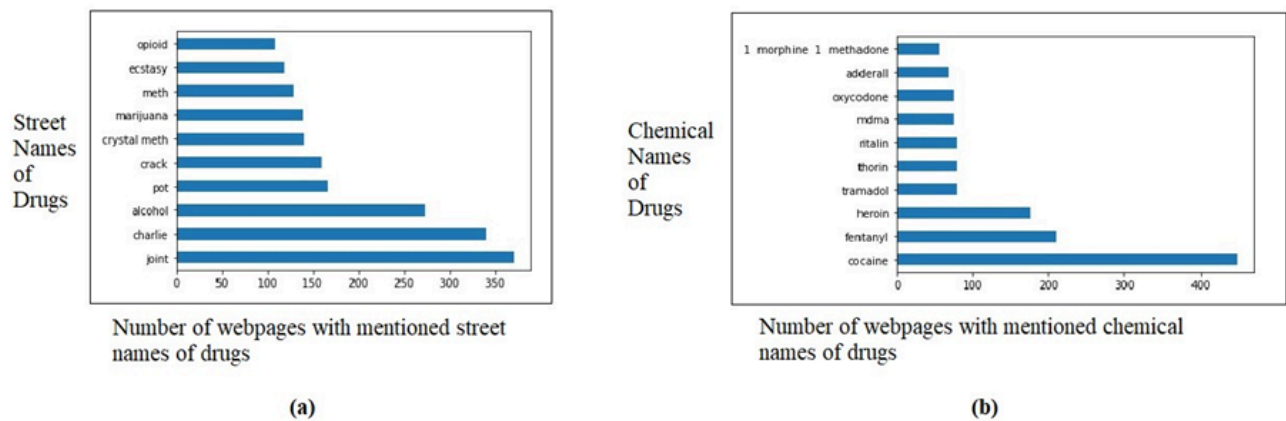 Street
Names
of
Drugs
opioid
ecstasy
meth
marijuana
crystal meth
crack
pot
alcohol
charlie
joint
0 50 100 150 200 250 300 350
Number of webpages with mentioned street
names of drugs
(a)
Chemical
Names
of
Drugs
1 morphine 1 methadone
adderall
oxycodone
mdma
ritalin
thorin
tramadol
heroin
fentanyl
cocaine
0 100 200 300 400
Number of webpages with mentioned chemical
names of drugs
(b)